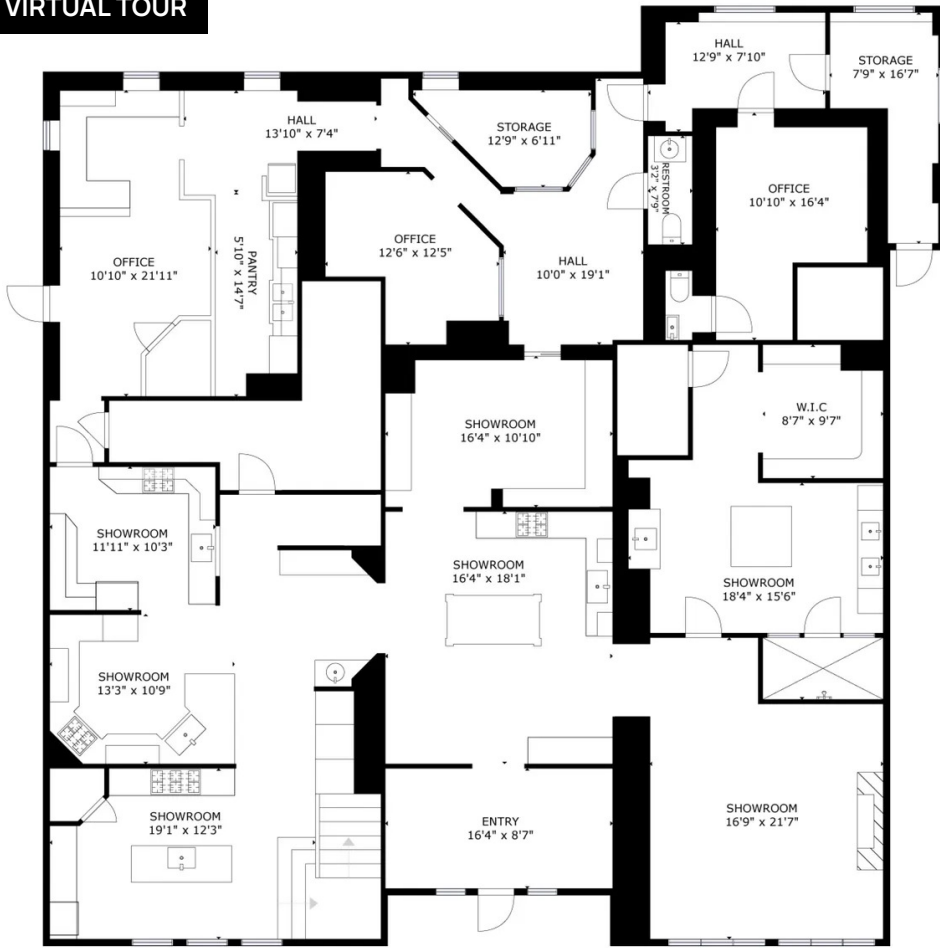 VIRTUAL TOUR
HALL
12'9" x 7'10"
STORAGE
7'9" x 16'7"
HALL
13'10" x 7'4"
STORAGE
12'9" x 6'11"
RESTROOM
3'2" x 7'9"
OFFICE
10'10" x 16'4"
OFFICE
10'10" x 21'11"
PANTRY
5'10" x 14'7"
OFFICE
12'6" x 12'5"
HALL
10'0" x 19'1"
SHOWROOM
16'4" x 10'10"
W.I.C
8'7" x 9'7"
SHOWROOM
11'11" x 10'3"
SHOWROOM
16'4" x 18'1"
SHOWROOM
18'4" x 15'6"
SHOWROOM
13'3" x 10'9"
SHOWROOM
19'1" x 12'3"
ENTRY
16'4" x 8'7"
SHOWROOM
16'9" x 21'7"